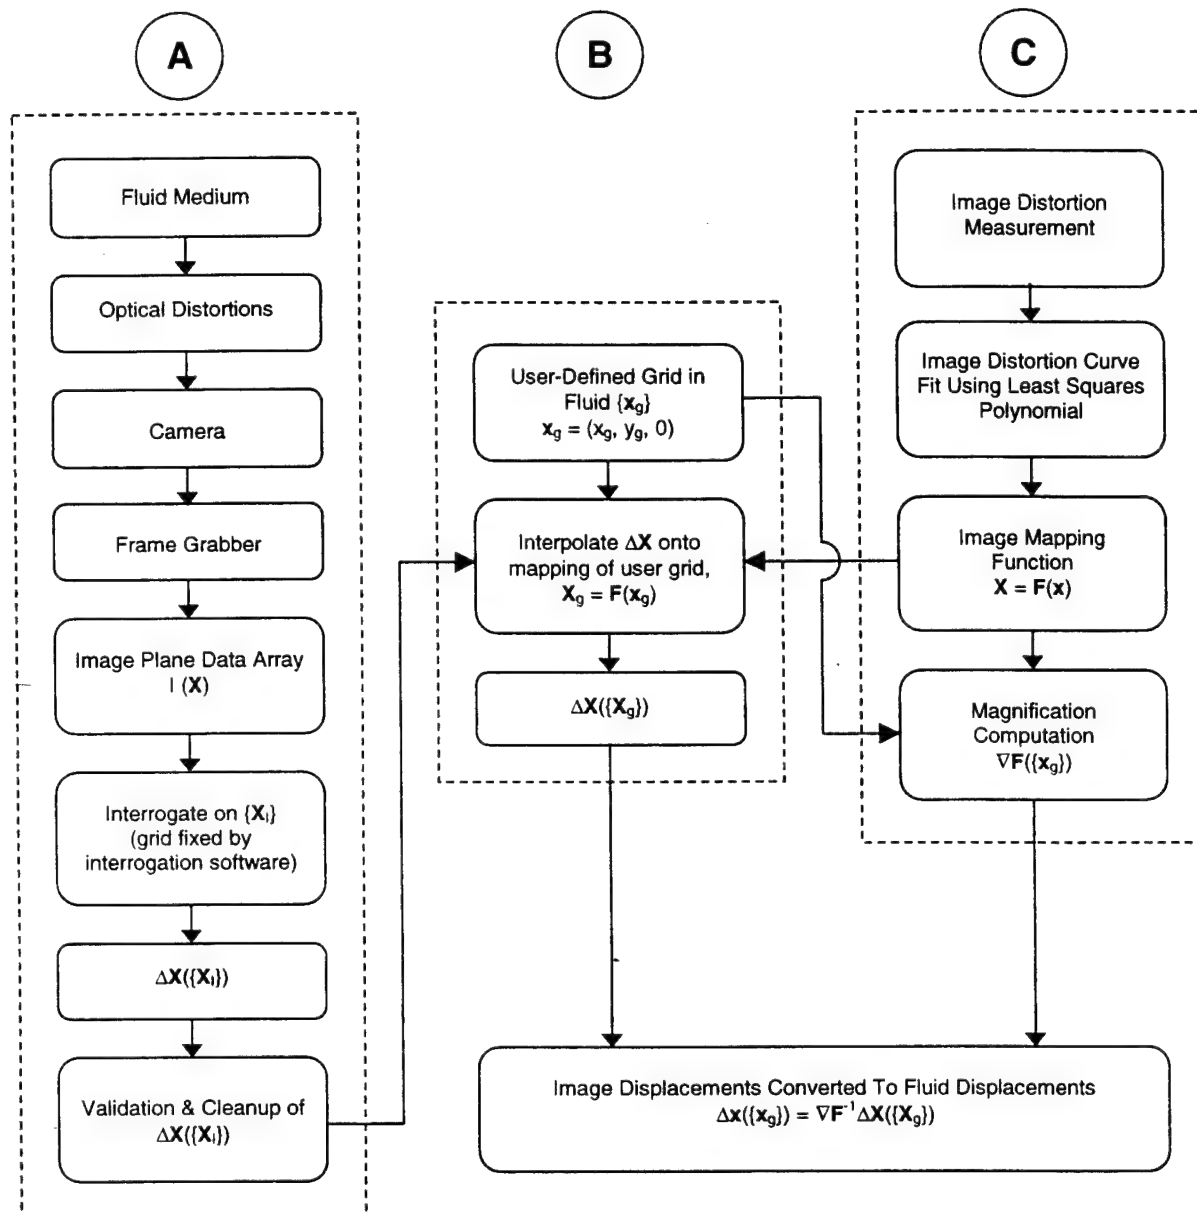 A
B
C
Fluid Medium
Optical Distortions
Camera
Frame Grabber
Image Plane Data Array
I (X)
Interrogate on {Xᵢ}
(grid fixed by
interrogation software)
ΔX({Xᵢ})
Validation & Cleanup of
ΔX({Xᵢ})
User-Defined Grid in
Fluid {x_g}
x_g = (x_g, y_g, 0)
Interpolate ΔX onto
mapping of user grid,
X_g = F(x_g)
ΔX({X_g})
Image Distortion
Measurement
Image Distortion Curve
Fit Using Least Squares
Polynomial
Image Mapping
Function
X = F(x)
Magnification
Computation
∇F({x_g})
Image Displacements Converted To Fluid Displacements
Δx({x_g}) = ∇F⁻¹ΔX({X_g})